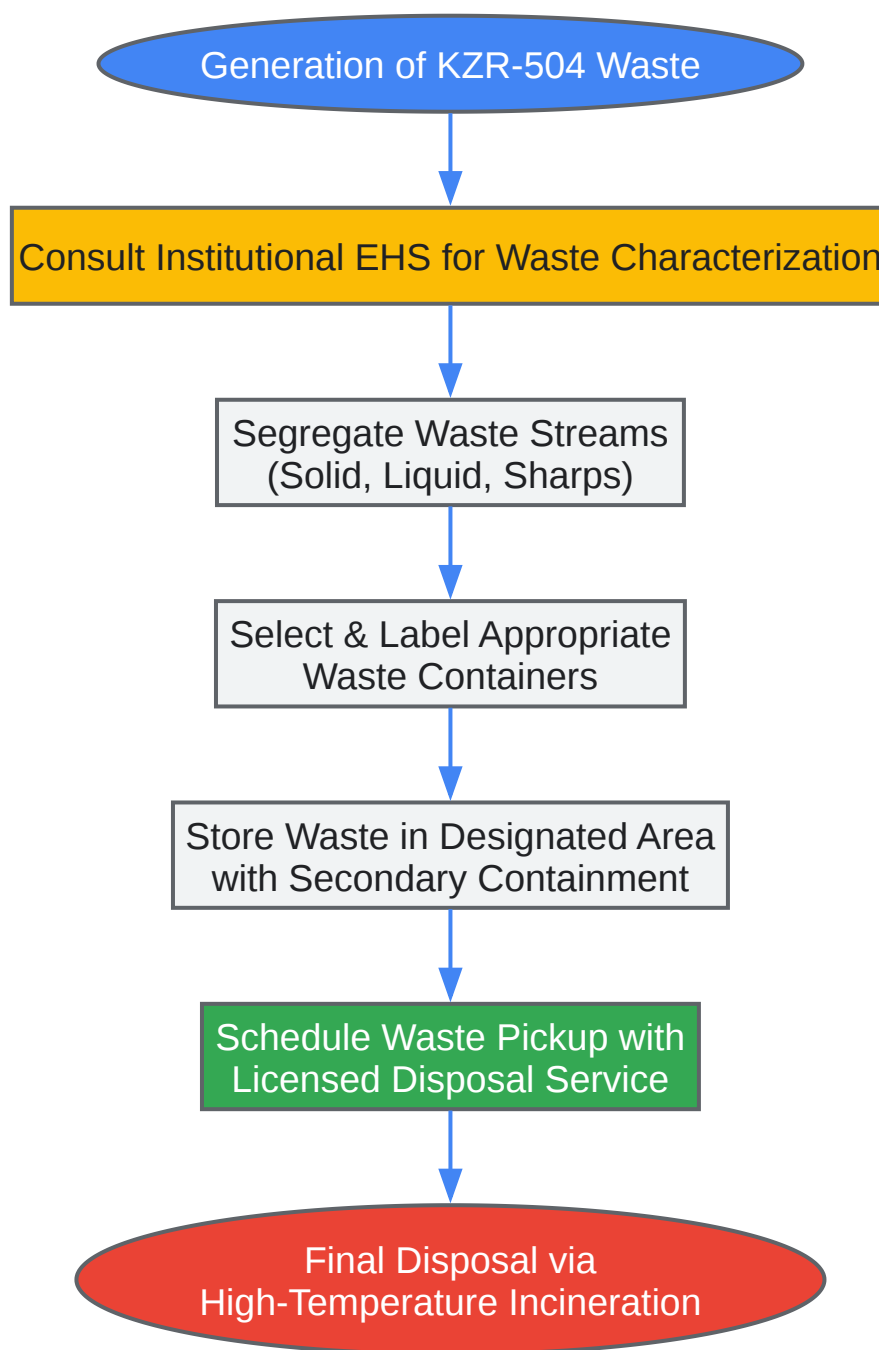 Generation of KZR-504 Waste
Consult Institutional EHS for Waste Characterization
Segregate Waste Streams
(Solid, Liquid, Sharps)
Select & Label Appropriate
Waste Containers
Store Waste in Designated Area
with Secondary Containment
Schedule Waste Pickup with
Licensed Disposal Service
Final Disposal via
High-Temperature Incineration